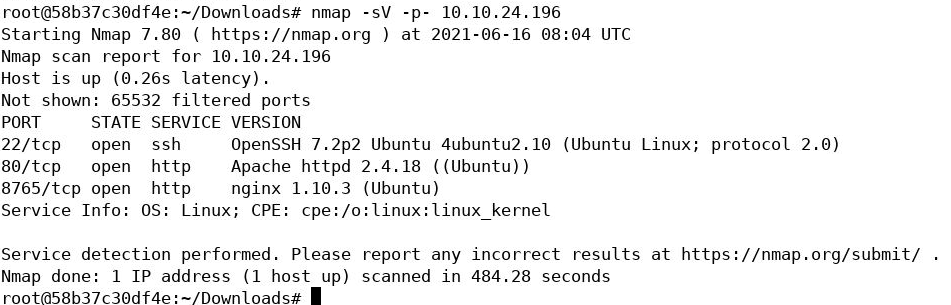 root@58b37c30df4e:~/Downloads# nmap -sV -p- 10.10.24.196
Starting Nmap 7.80 ( https://nmap.org ) at 2021-06-16 08:04 UTC
Nmap scan report for 10.10.24.196
Host is up (0.26s latency).
Not shown: 65532 filtered ports
PORT     STATE SERVICE VERSION
22/tcp   open  ssh     OpenSSH 7.2p2 Ubuntu 4ubuntu2.10 (Ubuntu Linux; protocol 2.0)
80/tcp   open  http    Apache httpd 2.4.18 ((Ubuntu))
8765/tcp open  http    nginx 1.10.3 (Ubuntu)
Service Info: OS: Linux; CPE: cpe:/o:linux:linux_kernel

Service detection performed. Please report any incorrect results at https://nmap.org/submit/ .
Nmap done: 1 IP address (1 host up) scanned in 484.28 seconds
root@58b37c30df4e:~/Downloads#